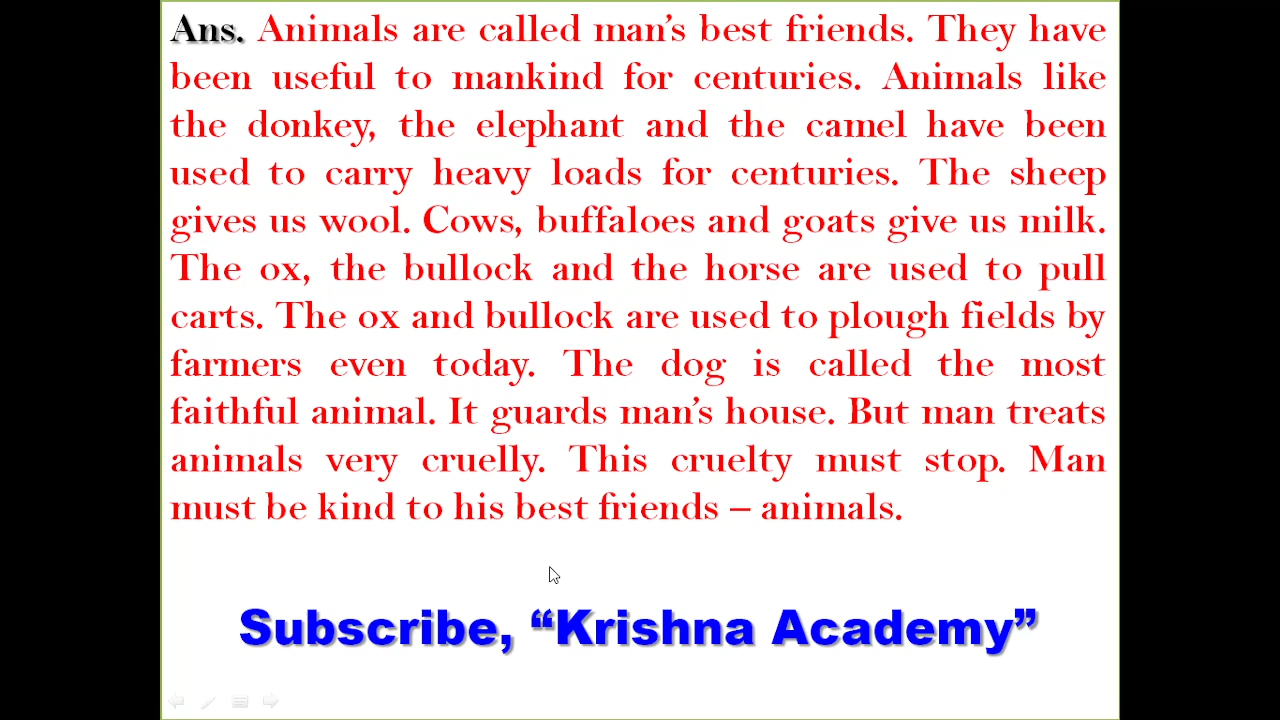 Ans. Animals are called man's best friends. They have
been useful to mankind for centuries. Animals like
the donkey, the elephant and the camel have been
used to carry heavy loads for centuries. The sheep
gives us wool. Cows, buffaloes and goats give us milk.
The ox, the bullock and the horse are used to pull
carts. The ox and bullock are used to plough fields by
farmers even today. The dog is called the most
faithful animal. It guards man's house. But man treats
animals very cruelly. This cruelty must stop. Man
must be kind to his best friends – animals.
Subscribe, “Krishna Academy”